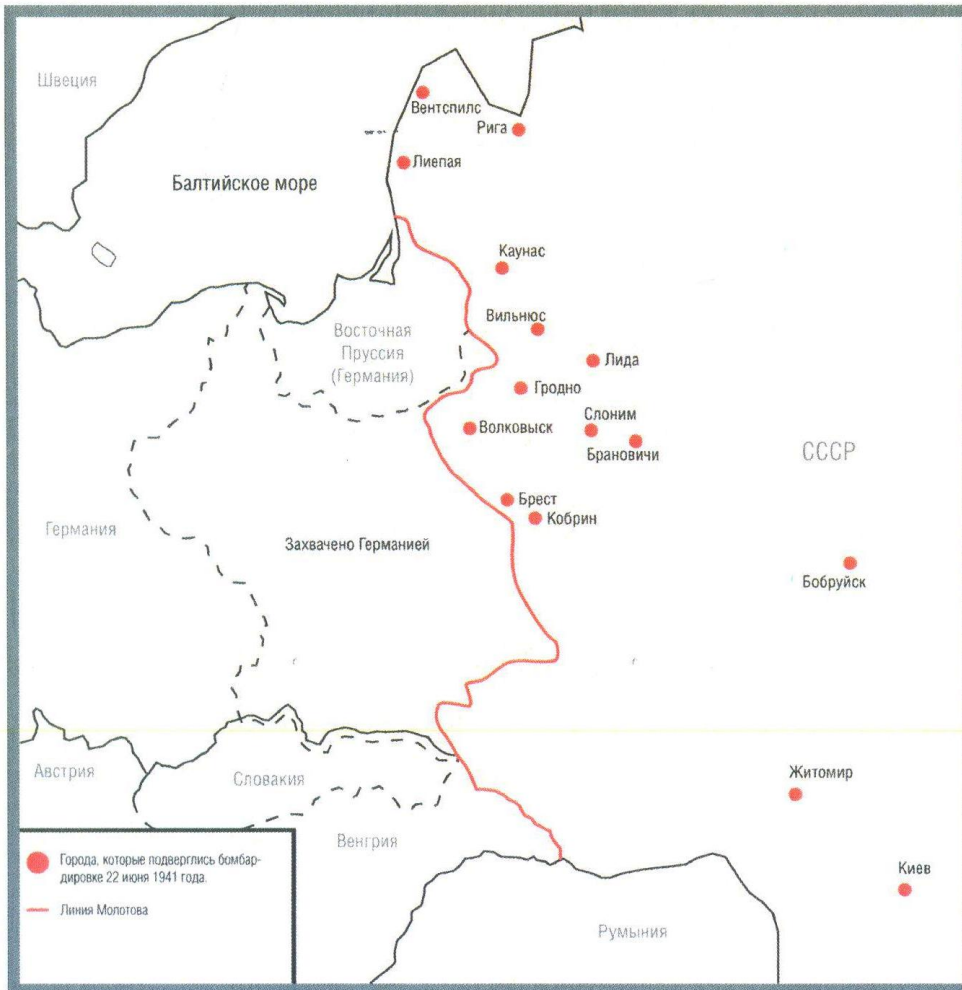 Швеция
Вентспилс
Рига
Лиепая
Балтийское море
Каунас
Вильнюс
Восточная
Пруссия
(Германия)
Лида
Гродно
Волковыск
Слоним
Брановичи
СССР
Брест
Кобрин
Германия
Захвачено Германией
Бобруйск
Австрия
Словакия
Житомир
Венгрия
Киев
Румыния
Города, которые подверглись бомбар-
дировке 22 июня 1941 года.
Линия Молотова